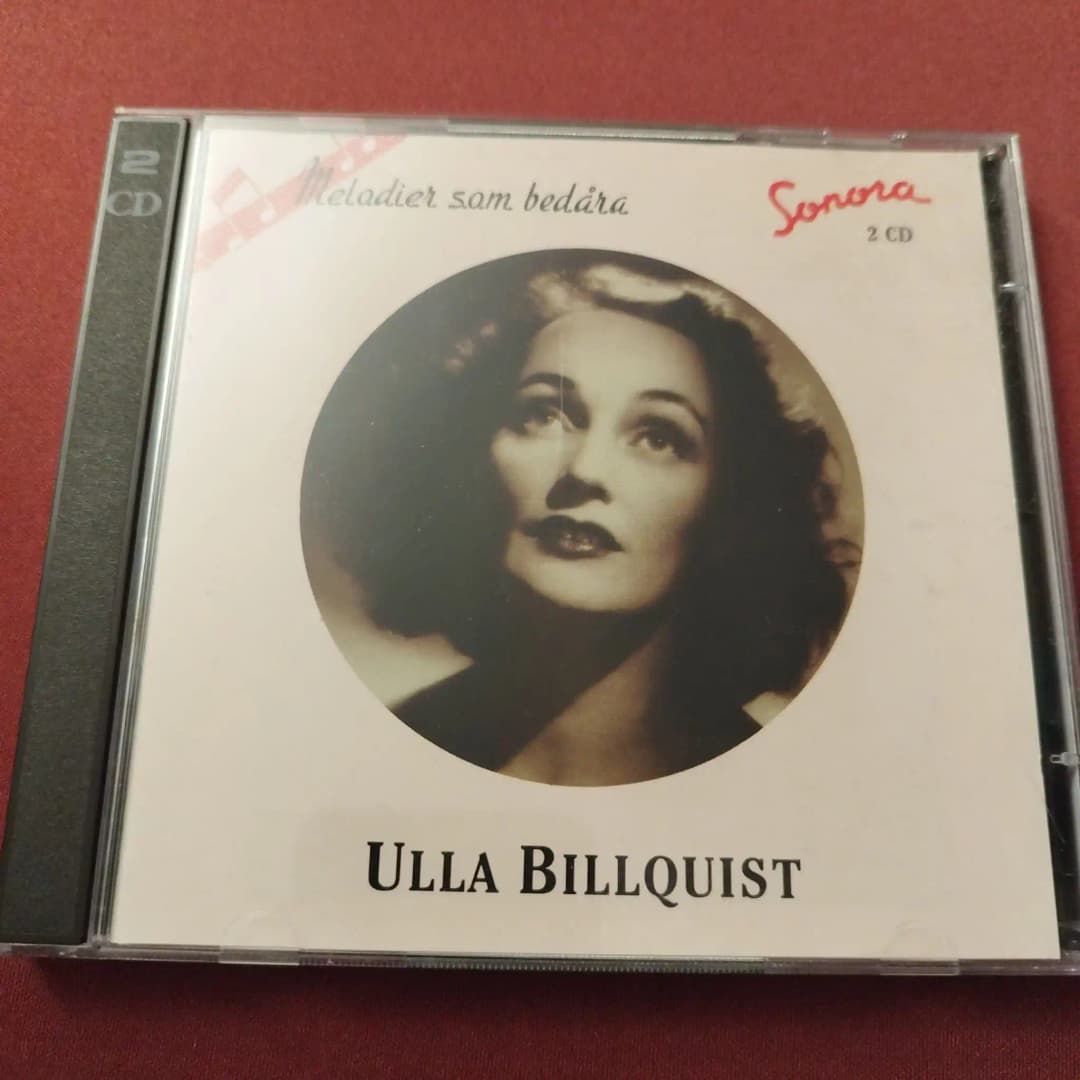 2
CD
Melodier som bedåra
Sonora
2 CD
ULLA BILLQUIST